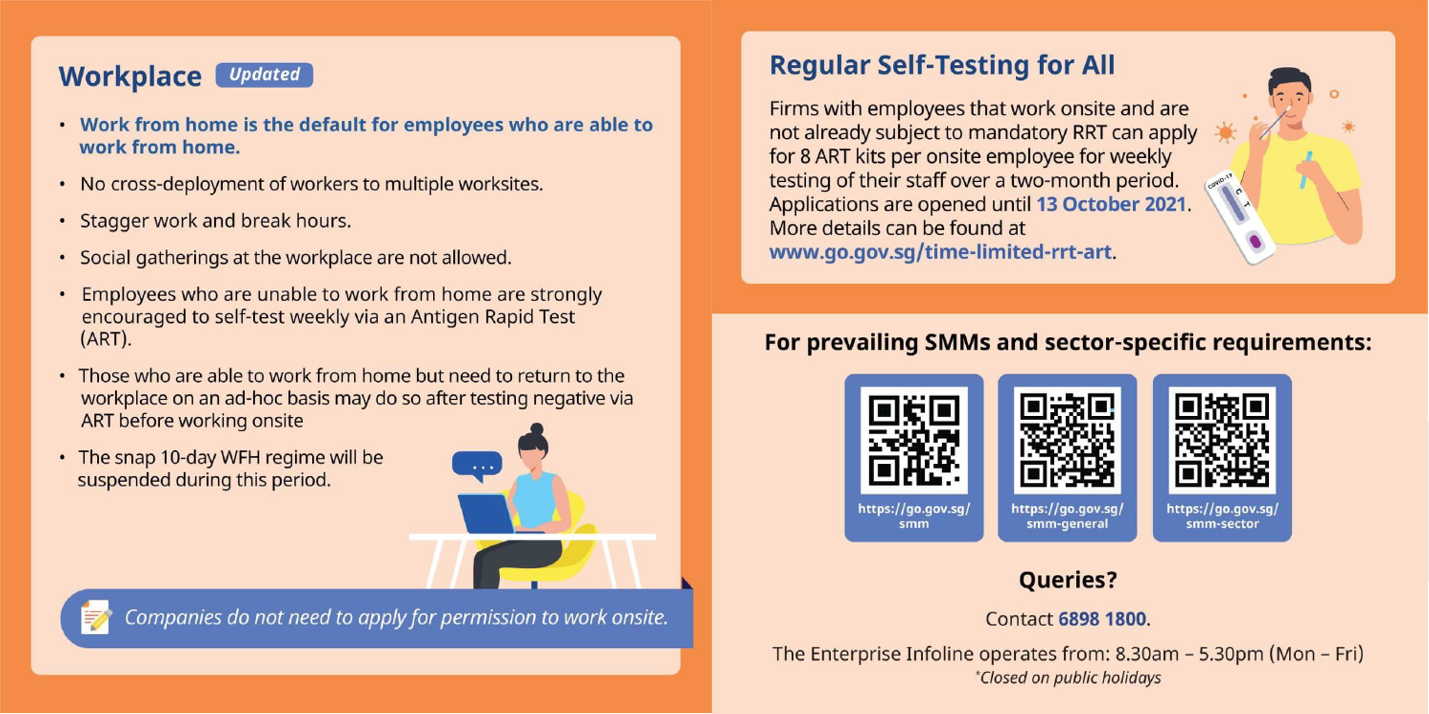 Workplace Updated
• Work from home is the default for employees who are able to
work from home.
• No cross-deployment of workers to multiple worksites.
• Stagger work and break hours.
• Social gatherings at the workplace are not allowed.
• Employees who are unable to work from home are strongly
encouraged to self-test weekly via an Antigen Rapid Test
(ART).
• Those who are able to work from home but need to return to the
workplace on an ad-hoc basis may do so after testing negative via
ART before working onsite
• The snap 10-day WFH regime will be
suspended during this period.
Companies do not need to apply for permission to work onsite.
Regular Self-Testing for All
Firms with employees that work onsite and are
not already subject to mandatory RRT can apply
for 8 ART kits per onsite employee for weekly
testing of their staff over a two-month period.
Applications are opened until 13 October 2021.
More details can be found at
www.go.gov.sg/time-limited-rrt-art.
COVID-19
C
T
For prevailing SMMs and sector-specific requirements:
https://go.gov.sg/
smm
https://go.gov.sg/
smm-general
https://go.gov.sg/
smm-sector
Queries?
Contact 6898 1800.
The Enterprise Infoline operates from: 8.30am – 5.30pm (Mon – Fri)
*Closed on public holidays